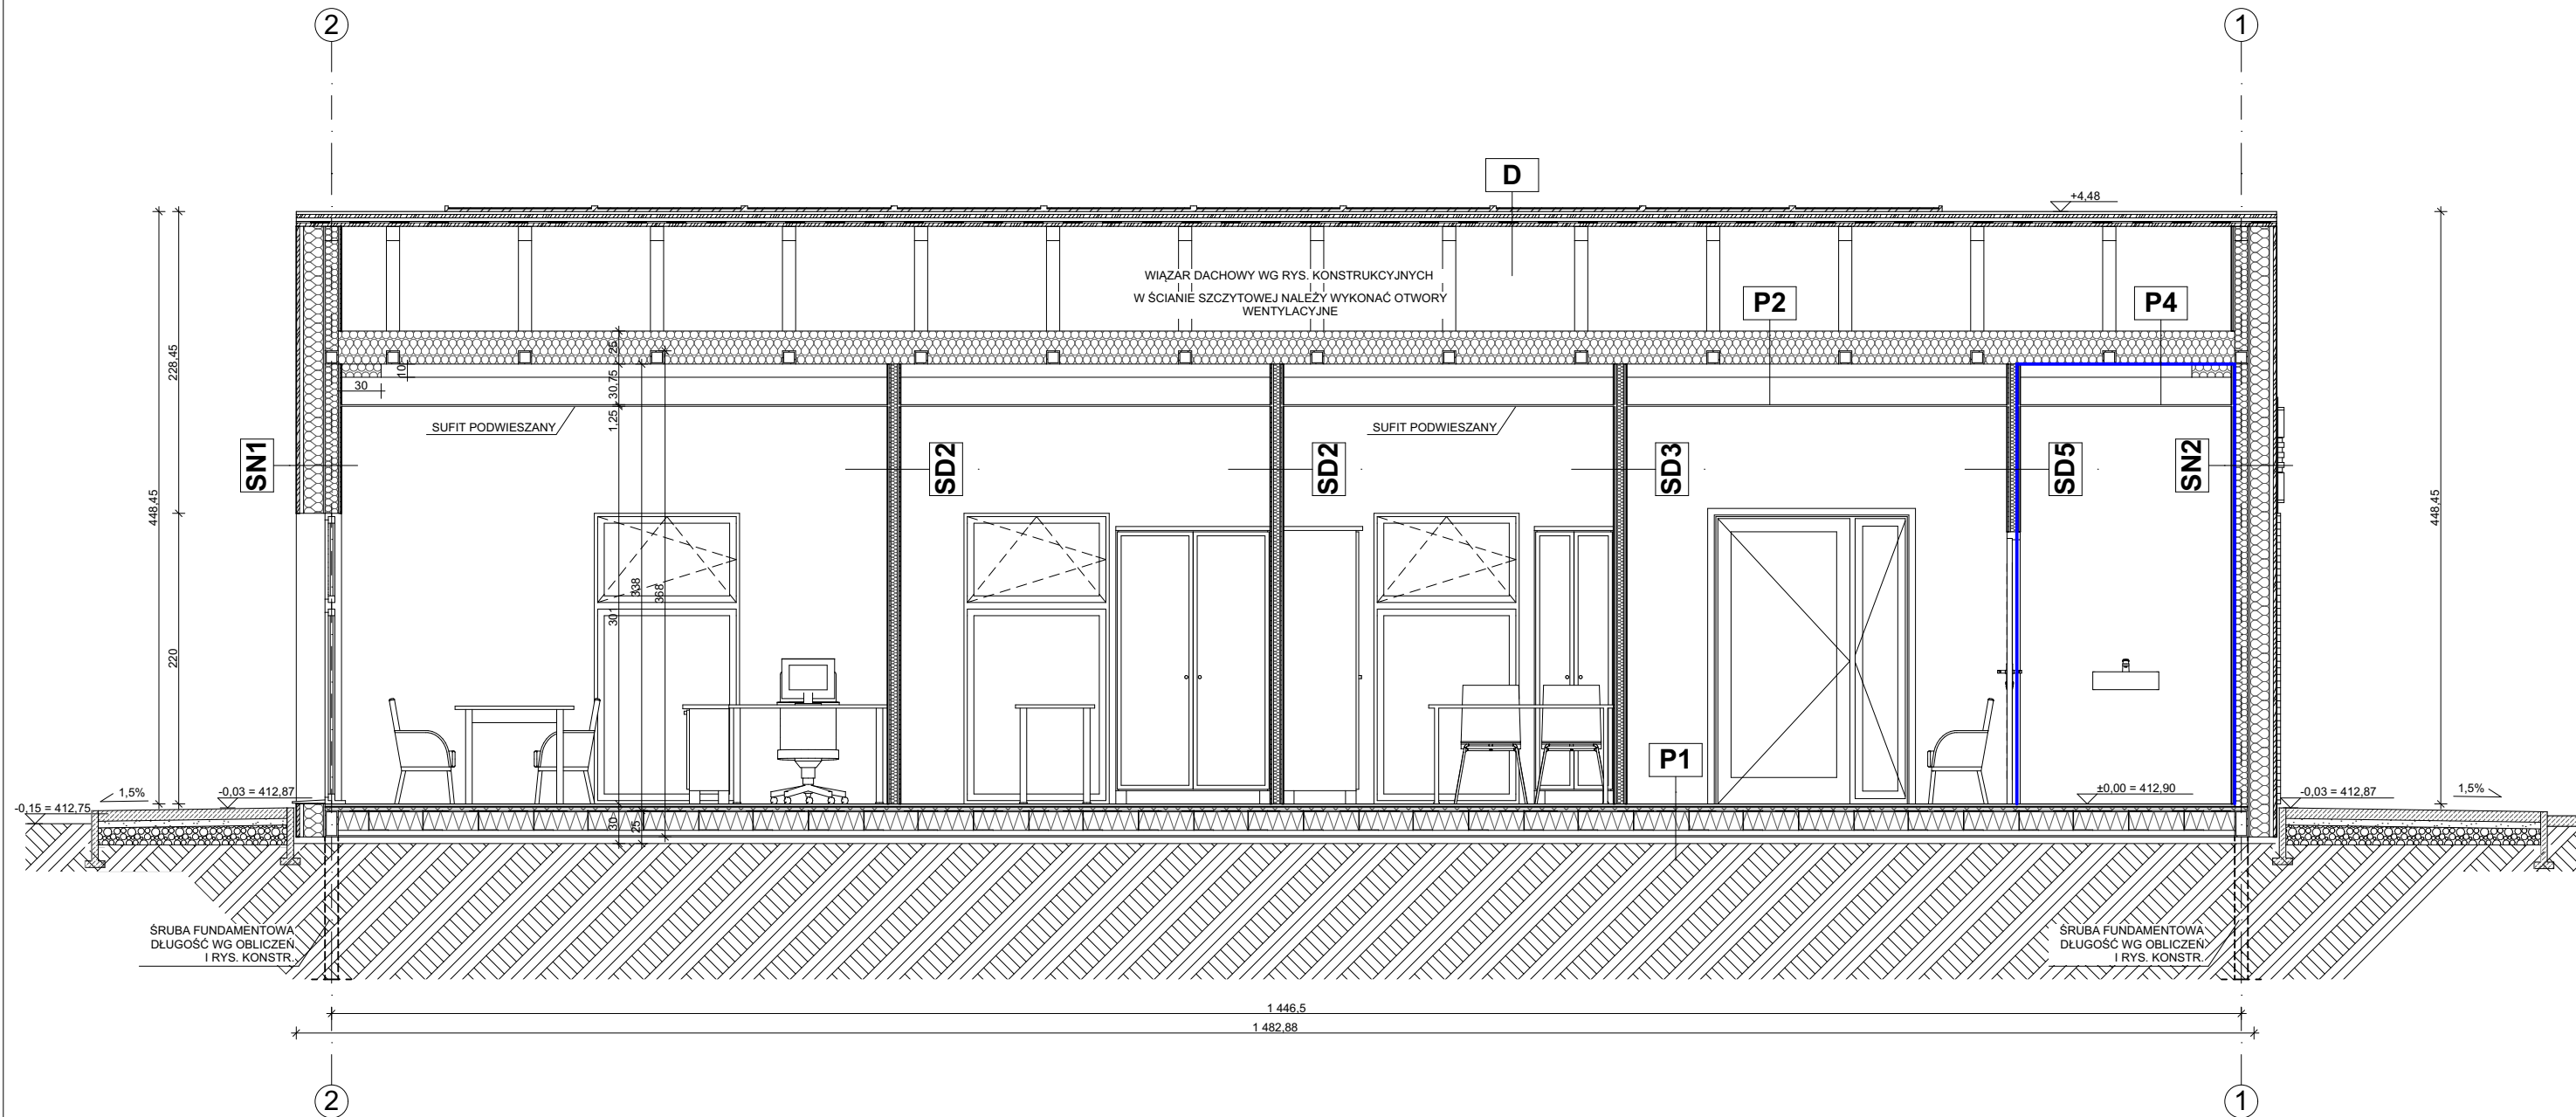 2
1
D
+4,48
WIĄZAR DACHOWY WG RYS. KONSTRUKCYJNYCH
W ŚCIANIE SZCZYTOWEJ NALEŻY WYKONAĆ OTWORY
WENTYLACYJNE
P2
P4
228,45
448,45
220
25
30,75
1,25
10
30
SUFIT PODWIESZANY
SUFIT PODWIESZANY
SN1
SD2
SD2
SD3
SD5
SN2
448,45
301
338
368
P1
-0,15 = 412,75
1,5%
-0,03 = 412,87
±0,00 = 412,90
-0,03 = 412,87
1,5%
30
25
ŚRUBA FUNDAMENTOWA
DŁUGOŚĆ WG OBLICZEŃ
I RYS. KONSTR.
ŚRUBA FUNDAMENTOWA
DŁUGOŚĆ WG OBLICZEŃ
I RYS. KONSTR.
1 446,5
1 482,88
2
1